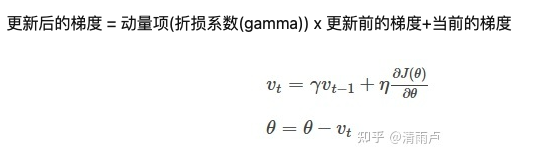 更新后的梯度 = 动量项(折损系数(gamma)) x 更新前的梯度+当前的梯度
v_t = γv_{t−1} + η ∂J(θ)/∂θ
θ = θ − v_t
知乎 @清雨卢